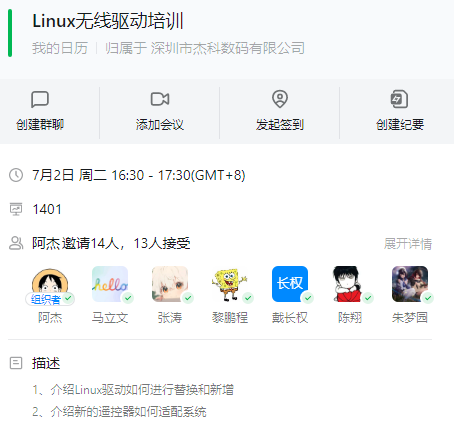 Linux无线驱动培训
我的日历 | 归属于 深圳市杰科数码有限公司
创建群聊 添加会议 发起签到 创建纪要
7月2日 周二 16:30 - 17:30(GMT+8)
1401
阿杰 邀请14人，13人接受 展开详情
hello 长权
组织者
阿杰 马立文 张涛 黎鹏程 戴长权 陈翔 朱梦园
描述
1、介绍Linux驱动如何进行替换和新增
2、介绍新的遥控器如何适配系统